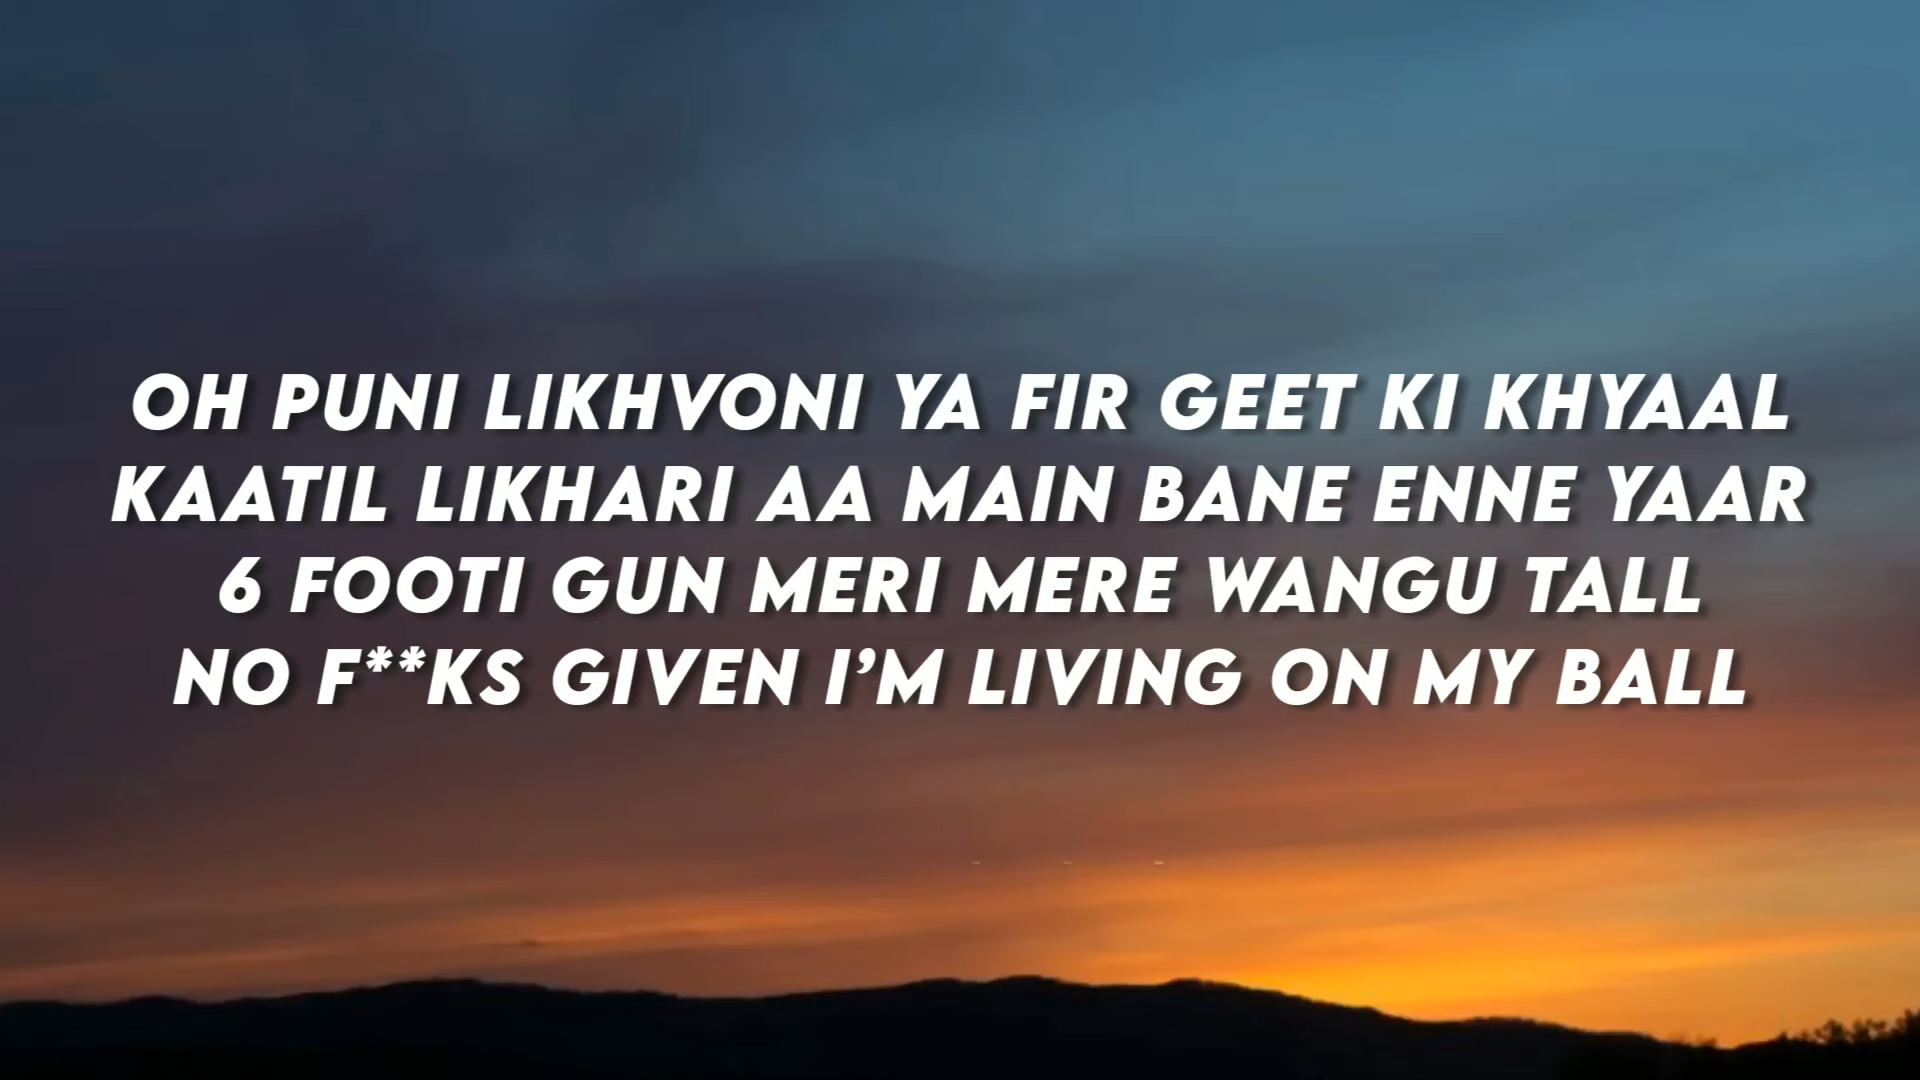 OH PUNI LIKHVONI YA FIR GEET KI KHYAAL
KAATIL LIKHARI AA MAIN BANE ENNE YAAR
6 FOOTI GUN MERI MERE WANGU TALL
NO F**KS GIVEN I'M LIVING ON MY BALL